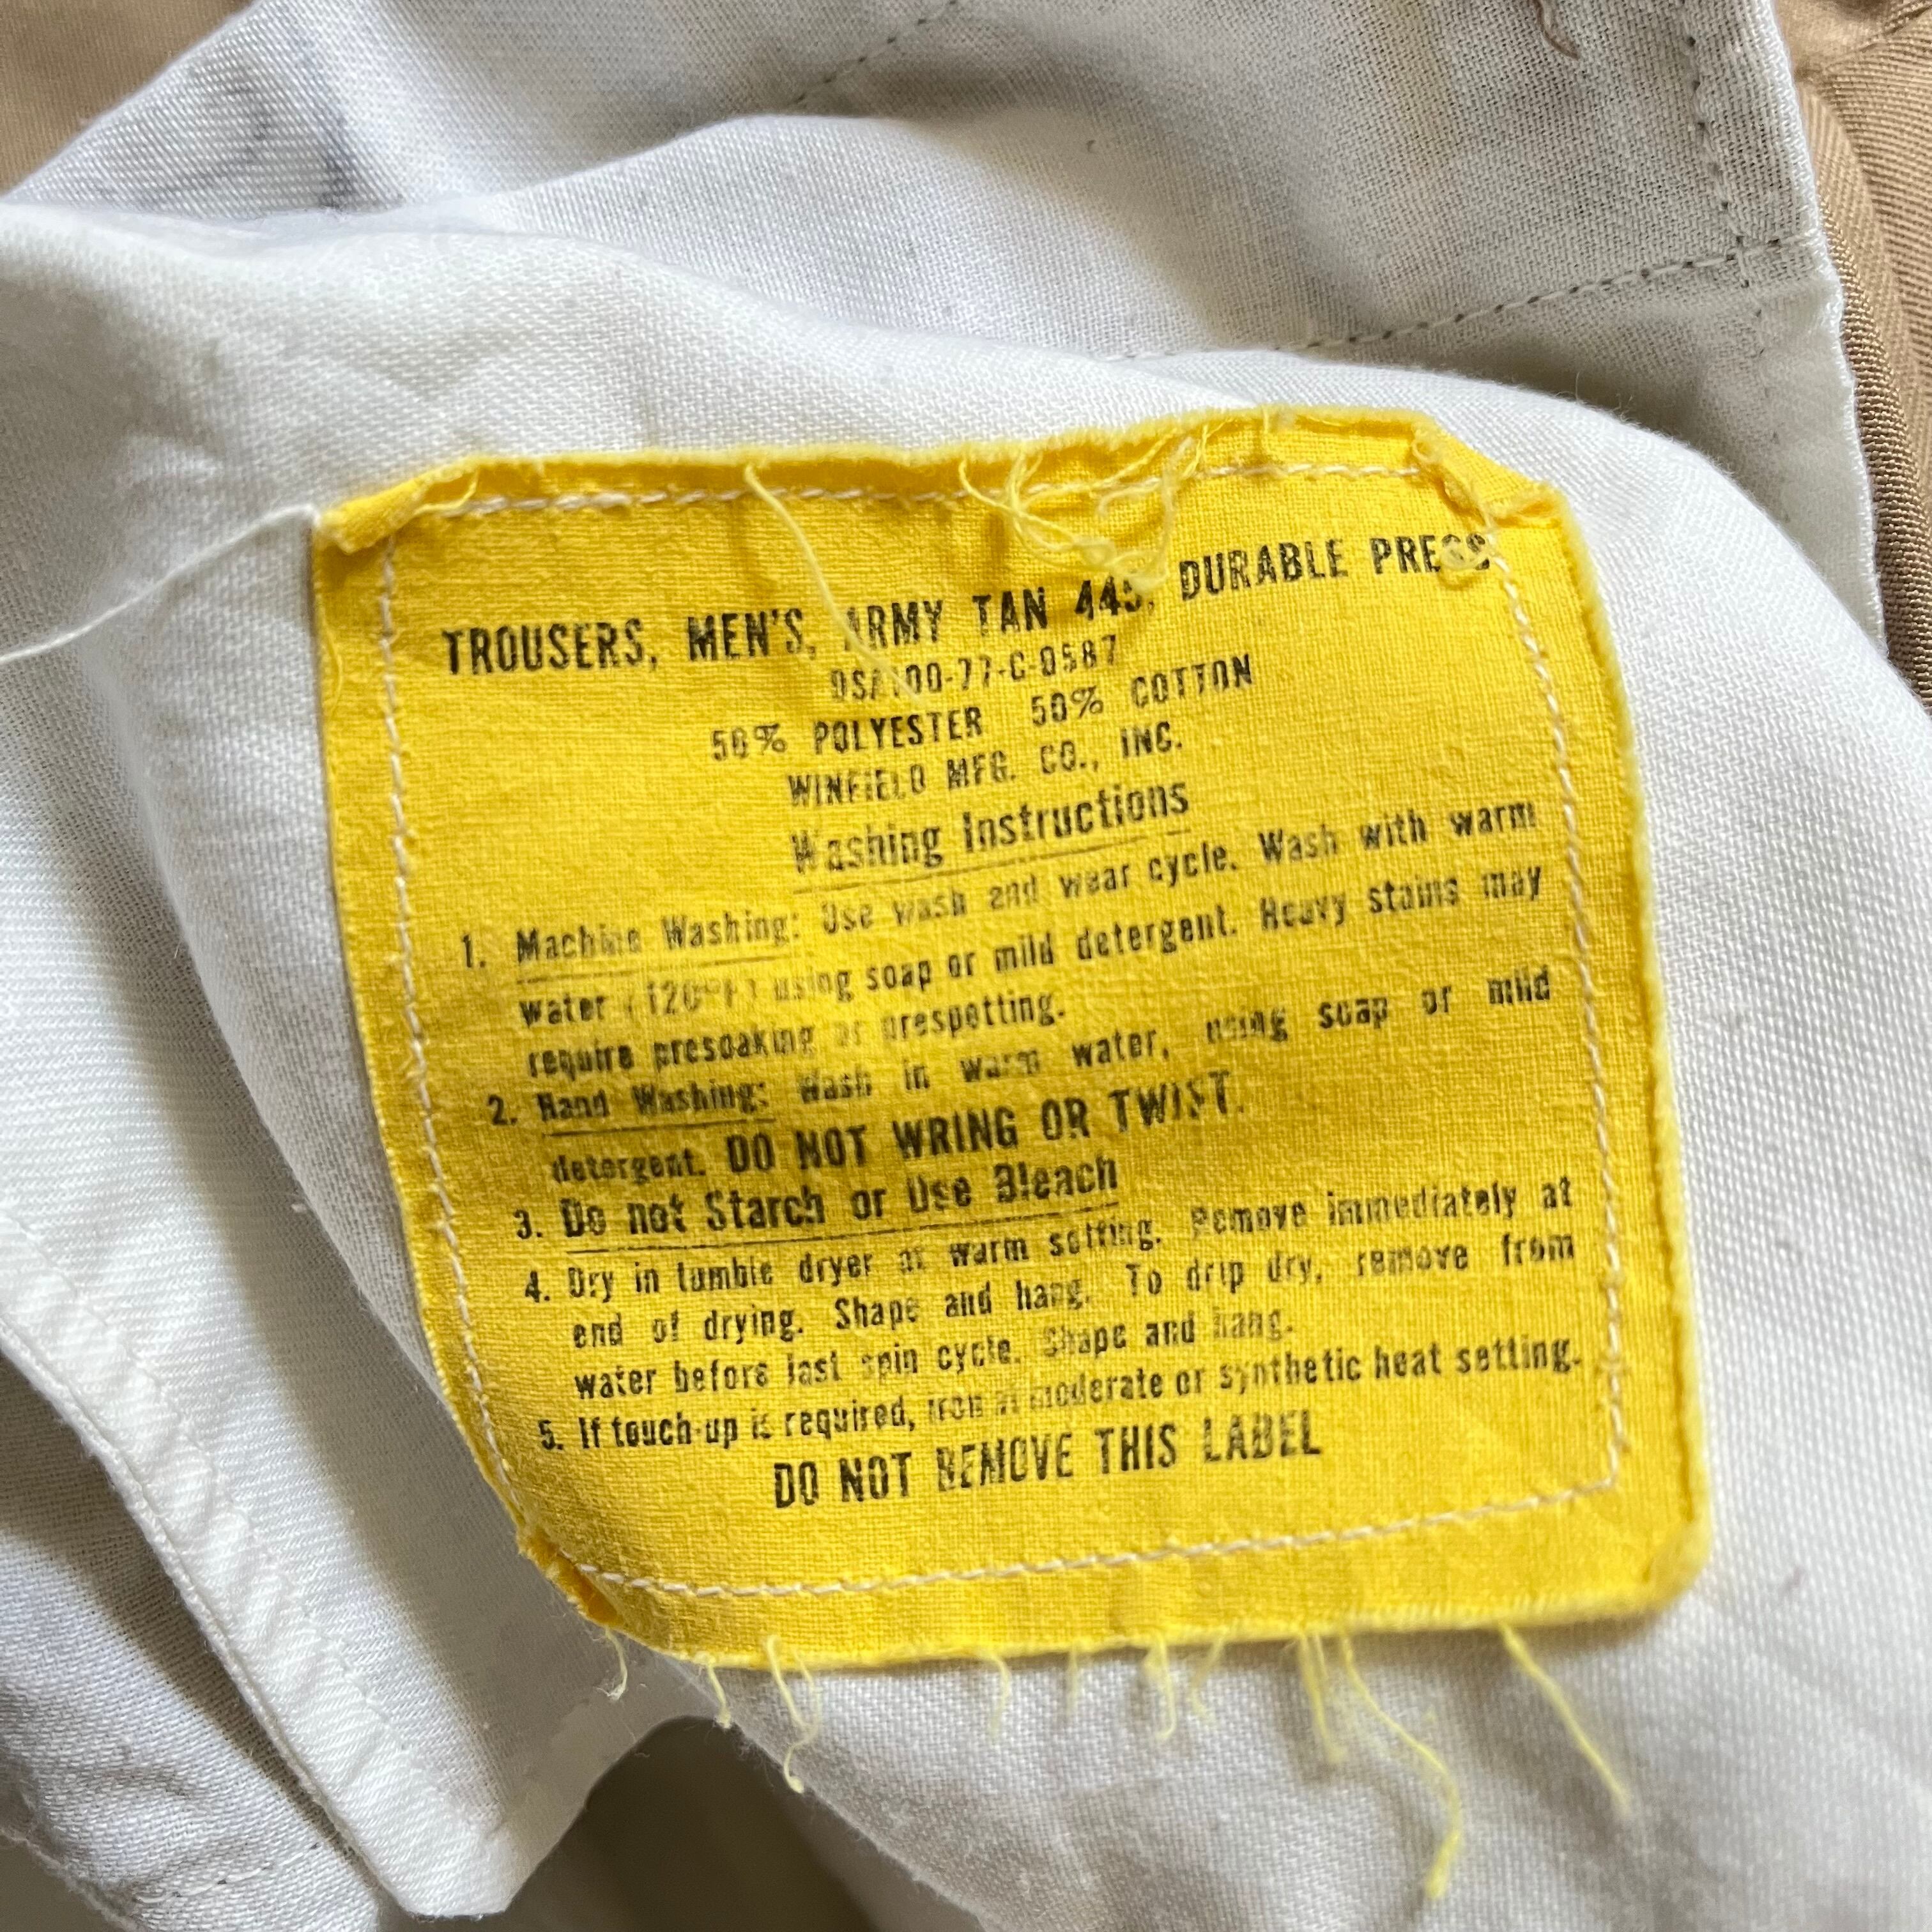 TROUSERS, MEN'S, ARMY TAN 445, DURABLE PRESS
DSA100-77-C-0587
50% POLYESTER 50% COTTON
WINFIELD MFG. CO., INC.
Washing Instructions
1. Machine Washing: Use wash and wear cycle. Wash with warm
water (120°F) using soap or mild detergent. Heavy stains may
require presoaking or prespotting.
2. Hand Washing: Wash in warm water, using soap or mild
detergent. DO NOT WRING OR TWIST.
3. Do not Starch or Use Bleach
4. Dry in tumble dryer at warm setting. Remove immediately at
end of drying. Shape and hang. To drip dry, remove from
water before last spin cycle. Shape and hang.
5. If touch-up is required, iron at moderate or synthetic heat setting.
DO NOT REMOVE THIS LABEL